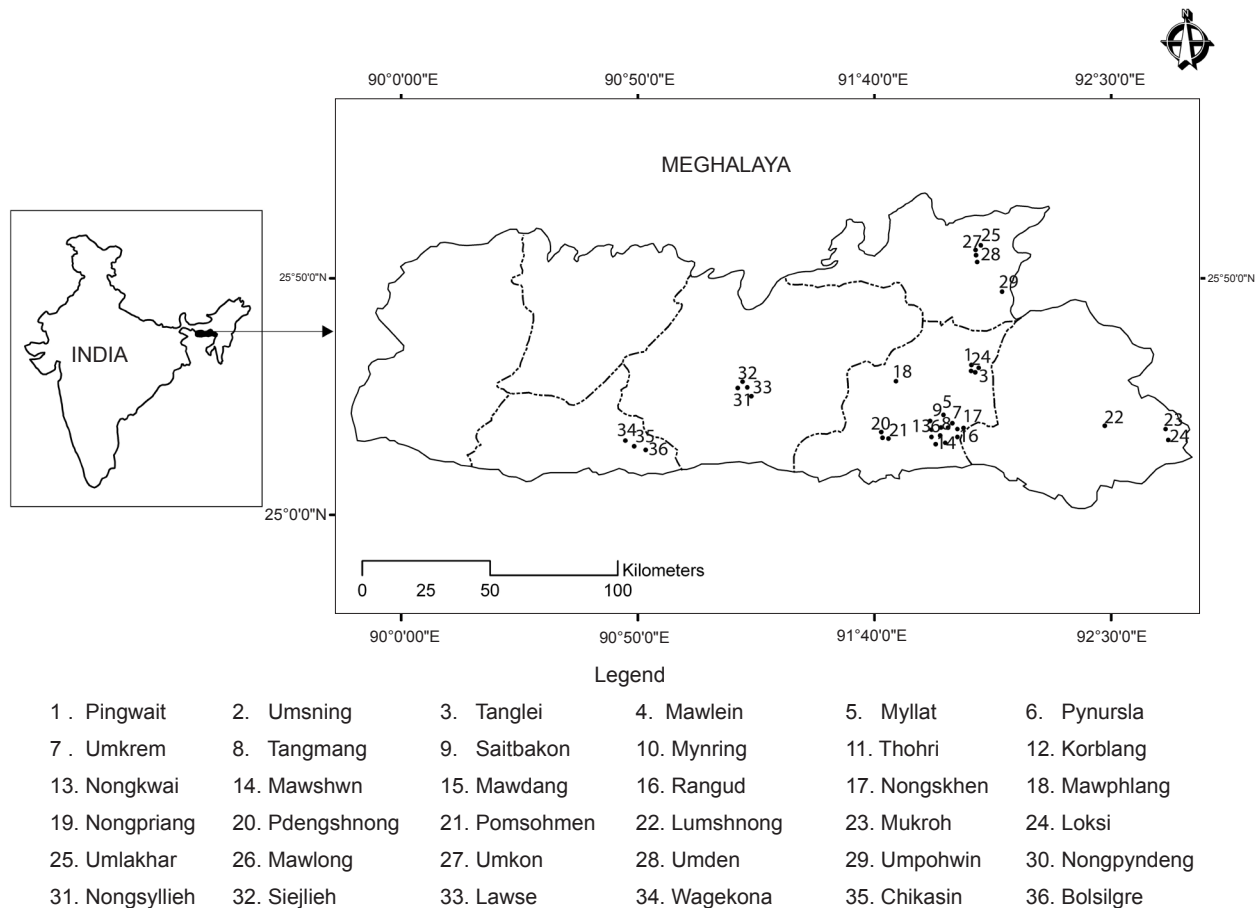 N
90°0'0"E 90°50'0"E 91°40'0"E 92°30'0"E
MEGHALAYA
INDIA
25°50'0"N
25°50'0"N
25°0'0"N
27 25
28
29
1 24
3
18
32
33
31
5
9 7 17
13 6 8
16
14
20
21
22
23
24
34
35
36
Kilometers
0 25 50 100
90°0'0"E 90°50'0"E 91°40'0"E 92°30'0"E
Legend
1 . Pingwait 2. Umsning 3. Tanglei 4. Mawlein 5. Myllat 6. Pynursla
7 . Umkrem 8. Tangmang 9. Saitbakon 10. Mynring 11. Thohri 12. Korblang
13. Nongkwai 14. Mawshwn 15. Mawdang 16. Rangud 17. Nongskhen 18. Mawphlang
19. Nongpriang 20. Pdengshnong 21. Pomsohmen 22. Lumshnong 23. Mukroh 24. Loksi
25. Umlakhar 26. Mawlong 27. Umkon 28. Umden 29. Umpohwin 30. Nongpyndeng
31. Nongsyllieh 32. Siejlieh 33. Lawse 34. Wagekona 35. Chikasin 36. Bolsilgre